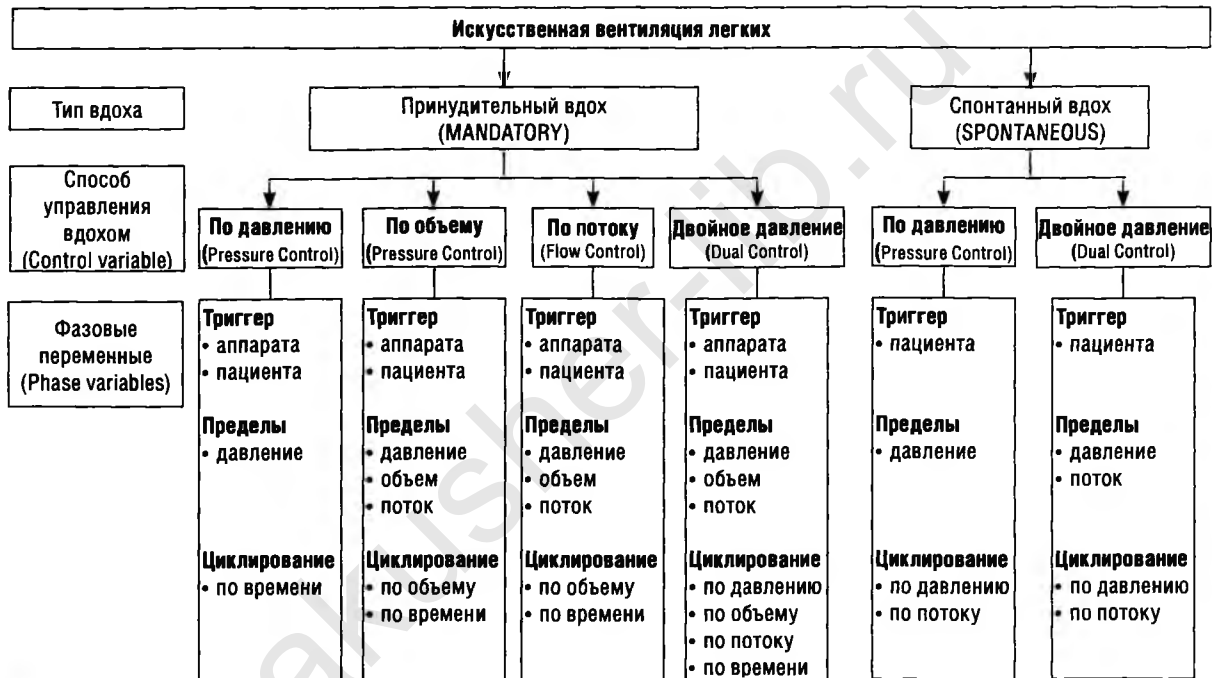 Искусственная вентиляция легких
Тип вдоха
Принудительный вдох
(MANDATORY)
Спонтанный вдох
(SPONTANEOUS)
Способ
управления
вдохом
(Control variable)
По давлению
(Pressure Control)
По объему
(Pressure Control)
По потоку
(Flow Control)
Двойное давление
(Dual Control)
По давлению
(Pressure Control)
Двойное давление
(Dual Control)
Фазовые
переменные
(Phase variables)
Триггер
• аппарата
• пациента
Пределы
• давление
Циклирование
• по времени
Триггер
• аппарата
• пациента
Пределы
• давление
• объем
• поток
Циклирование
• по объему
• по времени
Триггер
• аппарата
• пациента
Пределы
• давление
• объем
• поток
Циклирование
• по объему
• по времени
Триггер
• аппарата
• пациента
Пределы
• давление
• объем
• поток
Циклирование
• по давлению
• по объему
• по потоку
• по времени
Триггер
• пациента
Пределы
• давление
Циклирование
• по давлению
• по потоку
Триггер
• пациента
Пределы
• давление
• поток
Циклирование
• по давлению
• по потоку
akusher-lib.ru